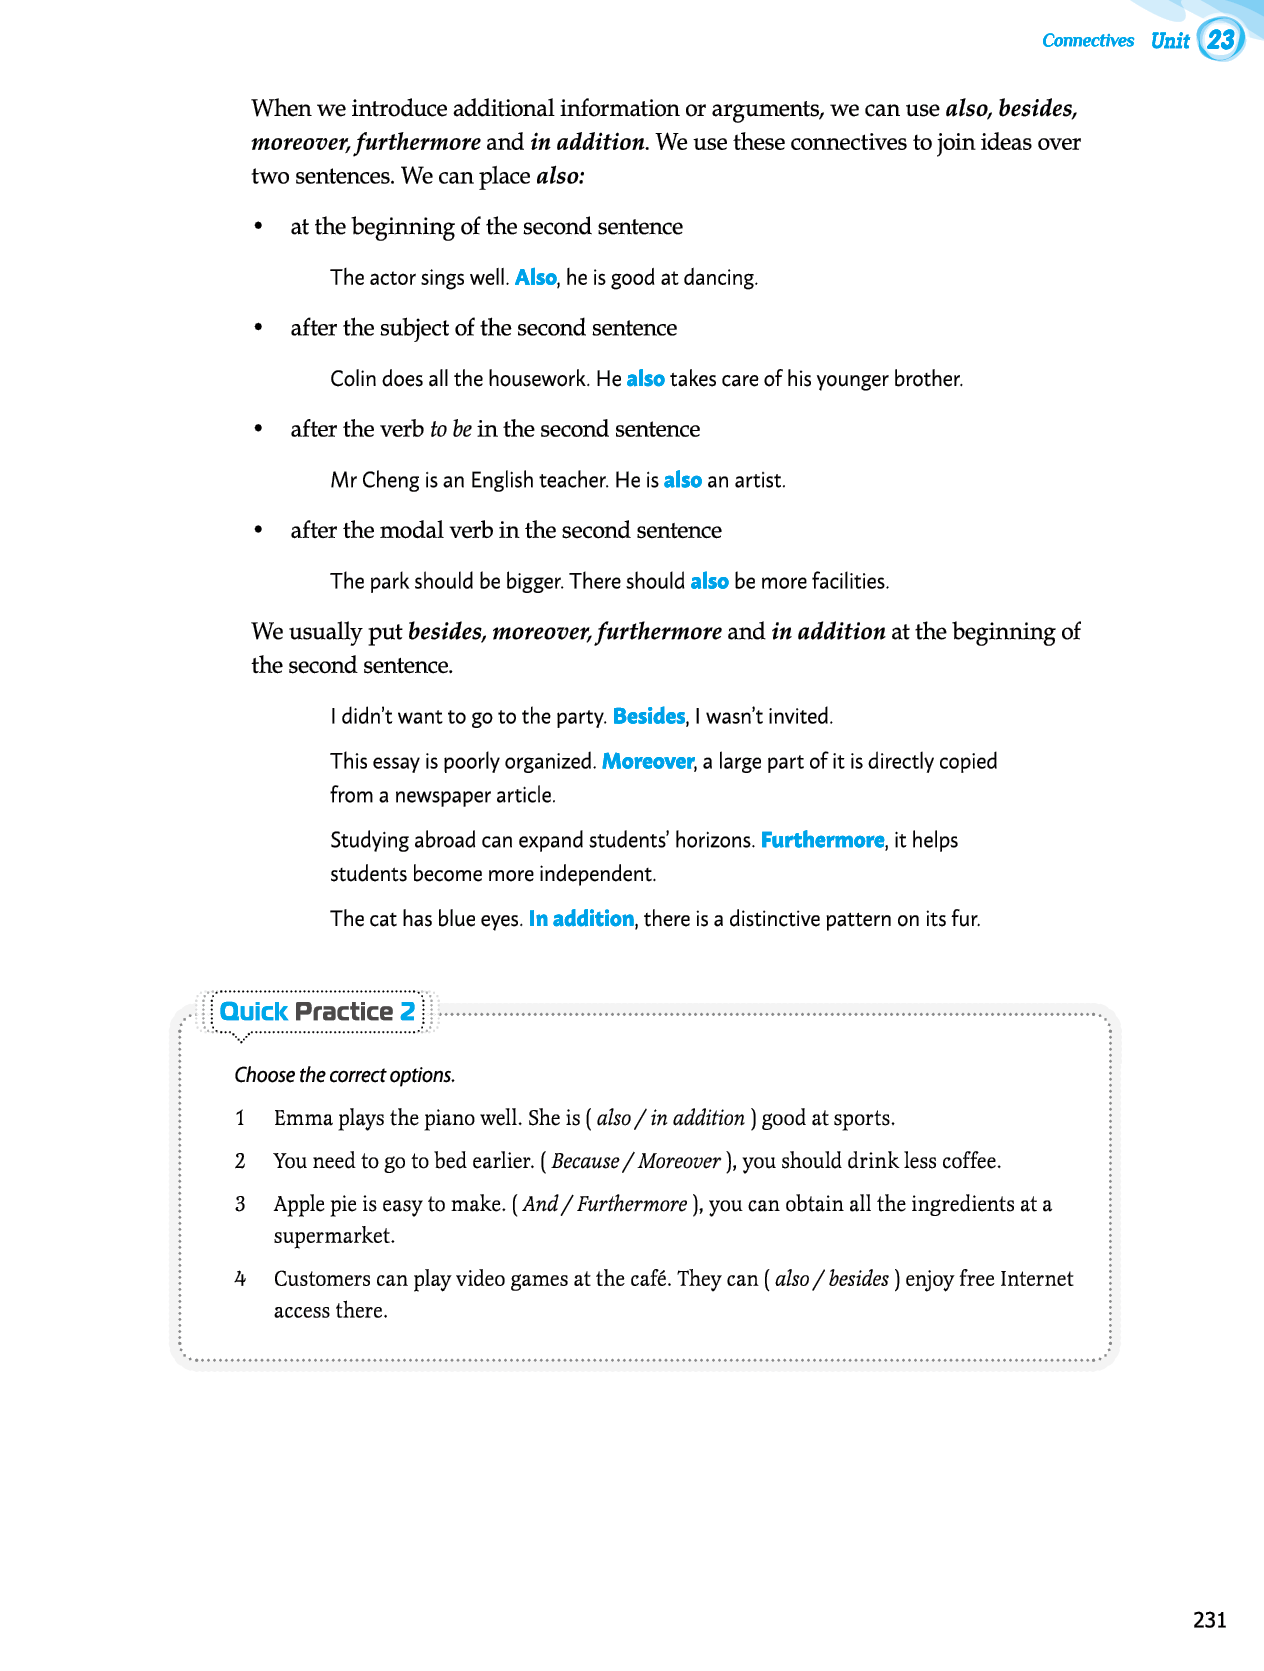 Connectives Unit 23
When we introduce additional information or arguments, we can use also, besides,
moreover, furthermore and in addition. We use these connectives to join ideas over
two sentences. We can place also:
• at the beginning of the second sentence
The actor sings well. Also, he is good at dancing.
• after the subject of the second sentence
Colin does all the housework. He also takes care of his younger brother.
• after the verb to be in the second sentence
Mr Cheng is an English teacher. He is also an artist.
• after the modal verb in the second sentence
The park should be bigger. There should also be more facilities.
We usually put besides, moreover, furthermore and in addition at the beginning of
the second sentence.
I didn’t want to go to the party. Besides, I wasn’t invited.
This essay is poorly organized. Moreover, a large part of it is directly copied
from a newspaper article.
Studying abroad can expand students’ horizons. Furthermore, it helps
students become more independent.
The cat has blue eyes. In addition, there is a distinctive pattern on its fur.
Quick Practice 2
Choose the correct options.
1 Emma plays the piano well. She is ( also / in addition ) good at sports.
2 You need to go to bed earlier. ( Because / Moreover ), you should drink less coffee.
3 Apple pie is easy to make. ( And / Furthermore ), you can obtain all the ingredients at a
supermarket.
4 Customers can play video games at the café. They can ( also / besides ) enjoy free Internet
access there.
231